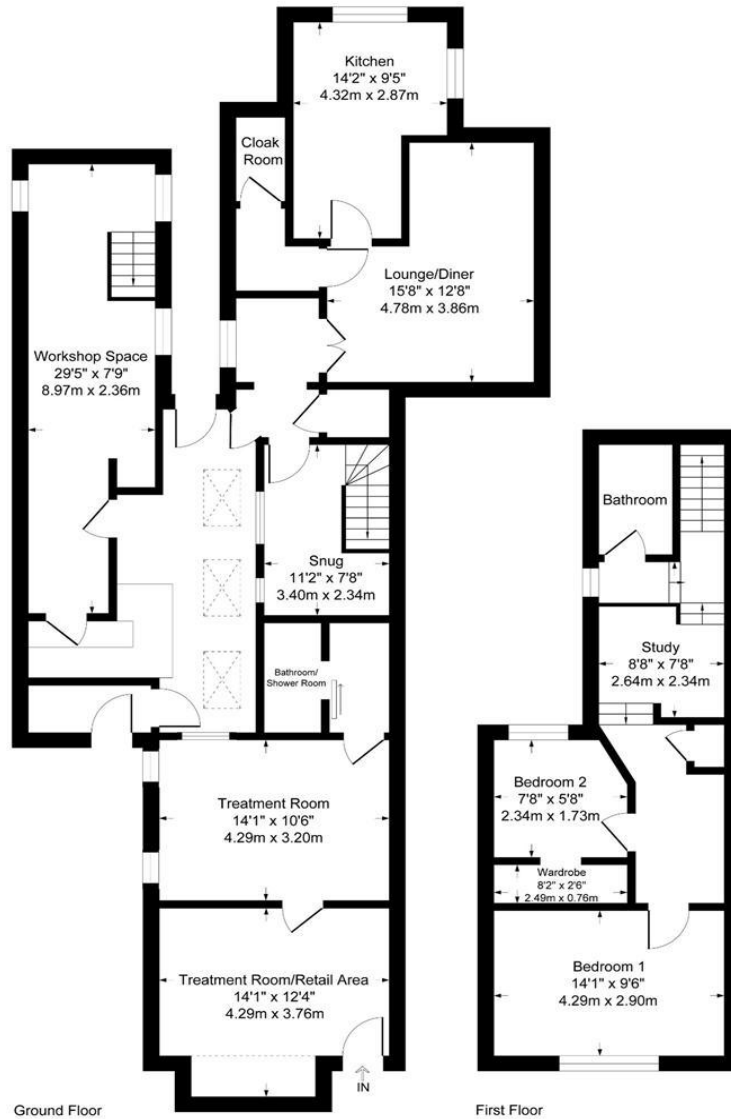 Kitchen
14'2" x 9'5"
4.32m x 2.87m
Cloak
Room
Lounge/Diner
15'8" x 12'8"
4.78m x 3.86m
Workshop Space
29'5" x 7'9"
8.97m x 2.36m
Snug
11'2" x 7'8"
3.40m x 2.34m
Bathroom/
Shower Room
Treatment Room
14'1" x 10'6"
4.29m x 3.20m
Treatment Room/Retail Area
14'1" x 12'4"
4.29m x 3.76m
IN
Ground Floor
Bathroom
Study
8'8" x 7'8"
2.64m x 2.34m
Bedroom 2
7'8" x 5'8"
2.34m x 1.73m
Wardrobe
8'2" x 2'6"
2.49m x 0.76m
Bedroom 1
14'1" x 9'6"
4.29m x 2.90m
First Floor